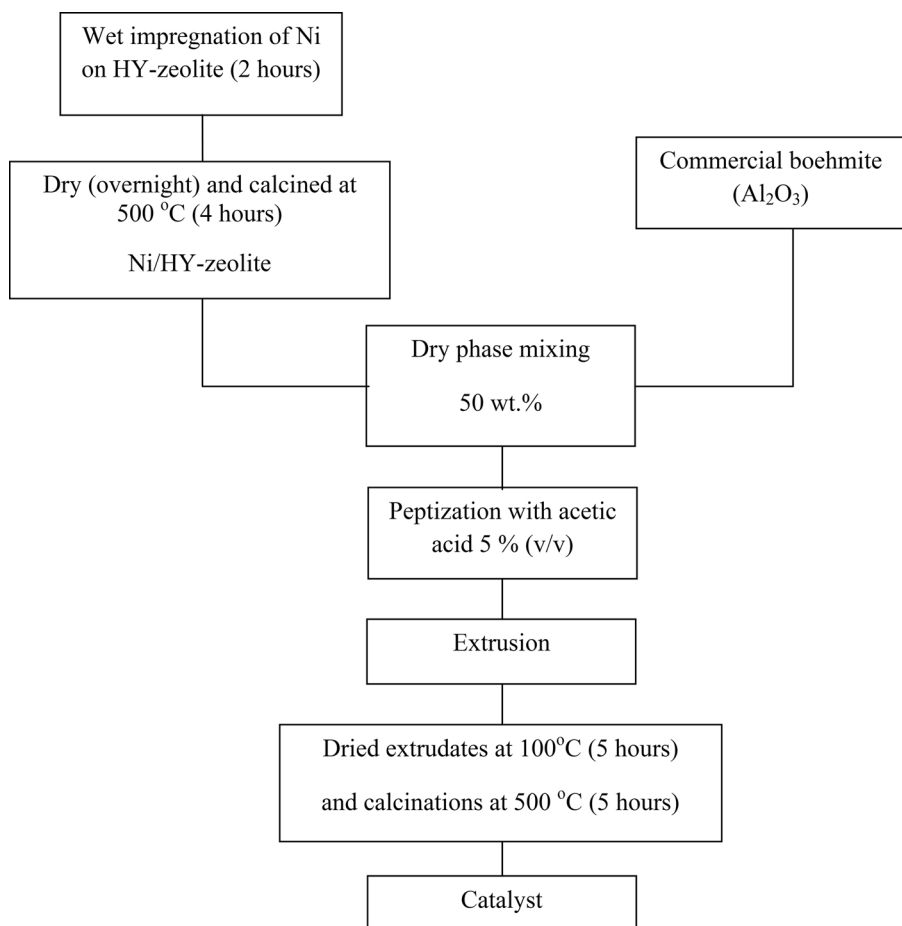 Wet impregnation of Ni
on HY-zeolite (2 hours)
Dry (overnight) and calcined at
500 °C (4 hours)
Ni/HY-zeolite
Commercial boehmite
(Al₂O₃)
Dry phase mixing
50 wt.%
Peptization with acetic
acid 5 % (v/v)
Extrusion
Dried extrudates at 100°C (5 hours)
and calcinations at 500 °C (5 hours)
Catalyst